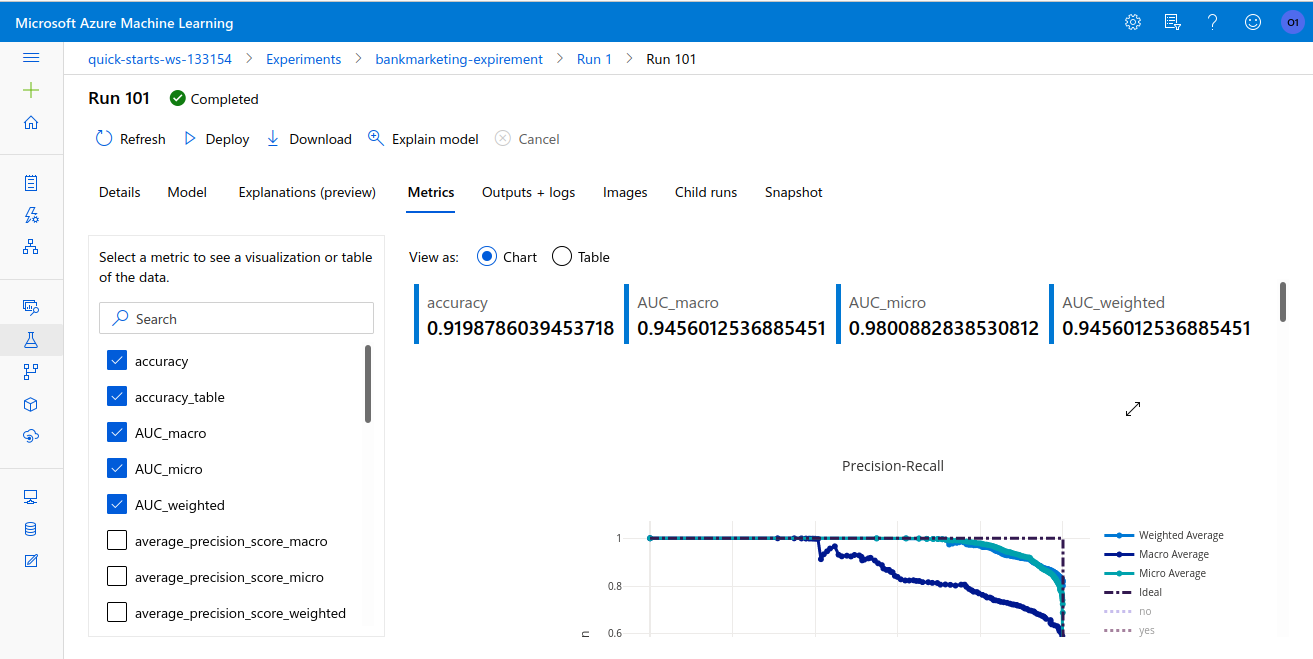 Microsoft Azure Machine Learning
O1
quick-starts-ws-133154 > Experiments > bankmarketing-expirement > Run 1 > Run 101
Run 101 Completed
Refresh Deploy Download Explain model Cancel
Details Model Explanations (preview) Metrics Outputs + logs Images Child runs Snapshot
Select a metric to see a visualization or table
of the data.
Search
accuracy
accuracy_table
AUC_macro
AUC_micro
AUC_weighted
average_precision_score_macro
average_precision_score_micro
average_precision_score_weighted
View as: Chart Table
accuracy
0.9198786039453718
AUC_macro
0.9456012536885451
AUC_micro
0.9800882838530812
AUC_weighted
0.9456012536885451
Precision-Recall
1
0.8
0.6
n
Weighted Average
Macro Average
Micro Average
Ideal
no
yes